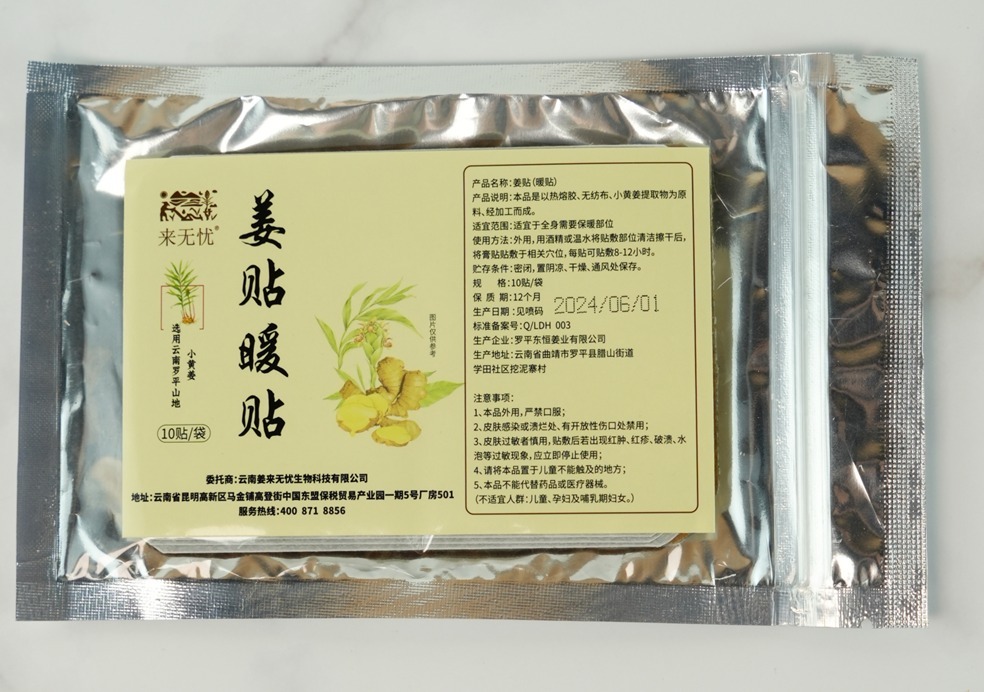 来无忧®
姜贴暖贴
选用云南罗平山地
小黄姜
10贴/袋
图片仅供参考
委托商:云南姜来无忧生物科技有限公司
地址:云南省昆明高新区马金铺高登街中国东盟保税贸易产业园一期5号厂房501
服务热线:400 871 8856
产品名称:姜贴(暖贴)
产品说明:本品是以热熔胶、无纺布、小黄姜提取物为原
料、经加工而成。
适宜范围:适宜于全身需要保暖部位
使用方法:外用,用酒精或温水将贴敷部位清洁擦干后,
将膏贴贴敷于相关穴位,每贴可贴敷8-12小时。
贮存条件:密闭,置阴凉、干燥、通风处保存。
规 格:10贴/袋
保 质 期:12个月
生产日期:见喷码 2024/06/01
标准备案号:Q/LDH 003
生产企业:罗平东恒姜业有限公司
生产地址:云南省曲靖市罗平县腊山街道
学田社区挖泥寨村
注意事项:
1、本品外用,严禁口服;
2、皮肤感染或溃烂处、有开放性伤口处禁用;
3、皮肤过敏者慎用,贴敷后若出现红肿、红疹、破溃、水
泡等过敏现象,应立即停止使用;
4、请将本品置于儿童不能触及的地方;
5、本品不能代替药品或医疗器械。
(不适宜人群:儿童、孕妇及哺乳期妇女。)